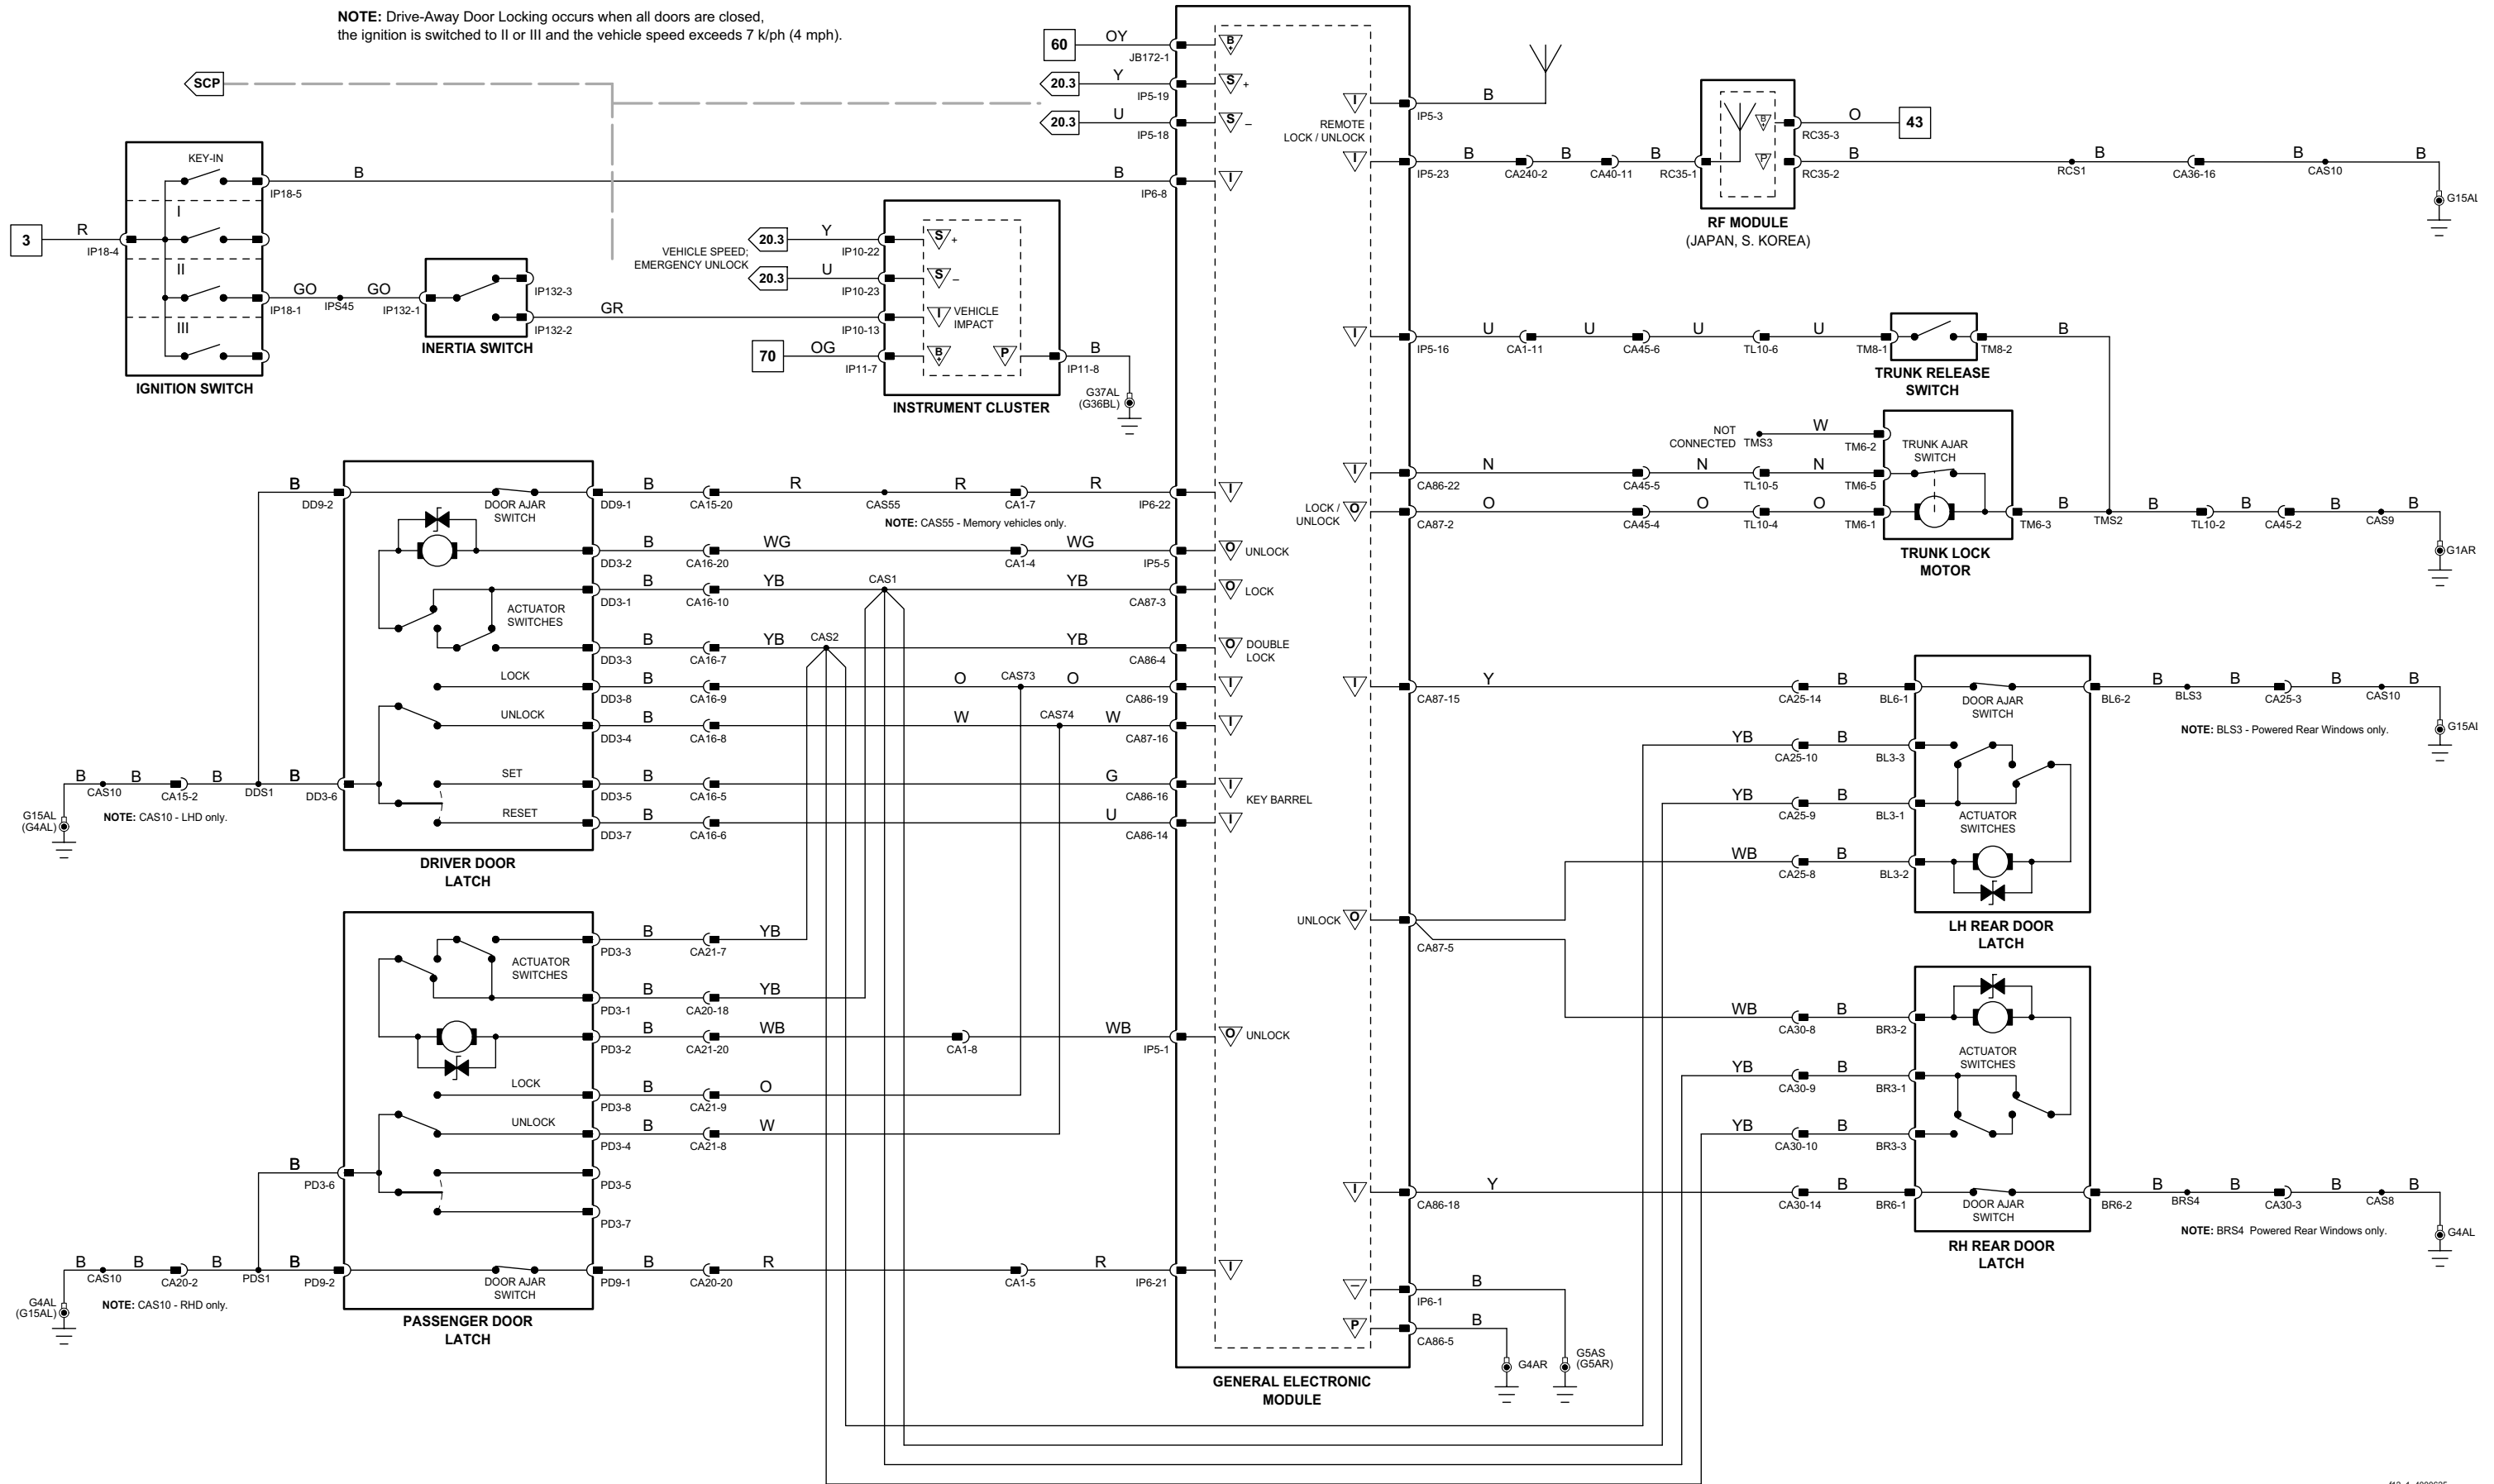 NOTE: Drive-Away Door Locking occurs when all doors are closed,
the ignition is switched to II or III and the vehicle speed exceeds 7 k/ph (4 mph).
SCP
KEY-IN
I
II
III
3
R
IP18-4
IP18-5
B
B
IP6-8
IP18-1
GO
IPS45
GO
IP132-1
IP132-3
IP132-2
GR
INERTIA SWITCH
IGNITION SWITCH
VEHICLE SPEED;
EMERGENCY UNLOCK
20.3
Y
IP10-22
S
+
20.3
U
IP10-23
S
–
IP10-13
I
VEHICLE
IMPACT
70
OG
IP11-7
B
+
P
B
IP11-8
G37AL
(G36BL)
INSTRUMENT CLUSTER
60
OY
JB172-1
B
+
20.3
Y
IP5-19
S
+
20.3
U
IP5-18
S
–
I
I
REMOTE
LOCK / UNLOCK
I
IP5-3
B
IP5-23
B
CA240-2
B
CA40-11
B
RC35-1
B
+
P
RC35-3
O
43
RC35-2
B
RCS1
B
CA36-16
B
CAS10
B
G15AL
RF MODULE
(JAPAN, S. KOREA)
I
IP5-16
U
CA1-11
U
CA45-6
U
TL10-6
U
TM8-1
TM8-2
B
TRUNK RELEASE
SWITCH
NOT
CONNECTED
TMS3
W
TM6-2
TRUNK AJAR
SWITCH
I
CA86-22
N
CA45-5
N
TL10-5
N
TM6-5
LOCK /
UNLOCK
O
CA87-2
O
CA45-4
O
TL10-4
O
TM6-1
TM6-3
B
TMS2
B
TL10-2
B
CA45-2
B
CAS9
B
G1AR
TRUNK LOCK
MOTOR
B
DD9-2
DOOR AJAR
SWITCH
DD9-1
B
CA15-20
R
CAS55
R
CA1-7
R
IP6-22
I
NOTE: CAS55 - Memory vehicles only.
DD3-2
B
CA16-20
WG
CA1-4
WG
IP5-5
O
UNLOCK
ACTUATOR
SWITCHES
DD3-1
B
CA16-10
YB
CAS1
YB
CA87-3
O
LOCK
DD3-3
B
CA16-7
YB
CAS2
YB
CA86-4
O
DOUBLE
LOCK
LOCK
DD3-8
B
CA16-9
O
CAS73
O
CA86-19
I
UNLOCK
DD3-4
B
CA16-8
W
CAS74
W
CA87-16
I
SET
DD3-5
B
CA16-5
G
CA86-16
I
KEY BARREL
RESET
DD3-7
B
CA16-6
U
CA86-14
I
G15AL
(G4AL)
B
CAS10
B
CA15-2
B
DDS1
B
DD3-6
NOTE: CAS10 - LHD only.
DRIVER DOOR
LATCH
ACTUATOR
SWITCHES
PD3-3
B
CA21-7
YB
PD3-1
B
CA20-18
YB
PD3-2
B
CA21-20
WB
CA1-8
WB
IP5-1
O
UNLOCK
LOCK
PD3-8
B
CA21-9
O
UNLOCK
PD3-4
B
CA21-8
W
PD3-5
PD3-7
B
PD3-6
G4AL
(G15AL)
B
CAS10
B
CA20-2
B
PDS1
B
PD9-2
DOOR AJAR
SWITCH
PD9-1
B
CA20-20
R
CA1-5
R
IP6-21
I
NOTE: CAS10 - RHD only.
PASSENGER DOOR
LATCH
I
CA87-15
Y
CA25-14
B
BL6-1
DOOR AJAR
SWITCH
BL6-2
B
BLS3
B
CA25-3
B
CAS10
B
NOTE: BLS3 - Powered Rear Windows only.
YB
CA25-10
B
BL3-3
YB
CA25-9
B
BL3-1
ACTUATOR
SWITCHES
WB
CA25-8
B
BL3-2
LH REAR DOOR
LATCH
UNLOCK
O
CA87-5
WB
CA30-8
B
BR3-2
ACTUATOR
SWITCHES
YB
CA30-9
B
BR3-1
YB
CA30-10
B
BR3-3
I
CA86-18
Y
CA30-14
B
BR6-1
DOOR AJAR
SWITCH
BR6-2
B
BRS4
B
CA30-3
B
CAS8
B
G4AL
NOTE: BRS4 Powered Rear Windows only.
RH REAR DOOR
LATCH
–
IP6-1
B
P
CA86-5
B
G4AR
G5AS
(G5AR)
GENERAL ELECTRONIC
MODULE